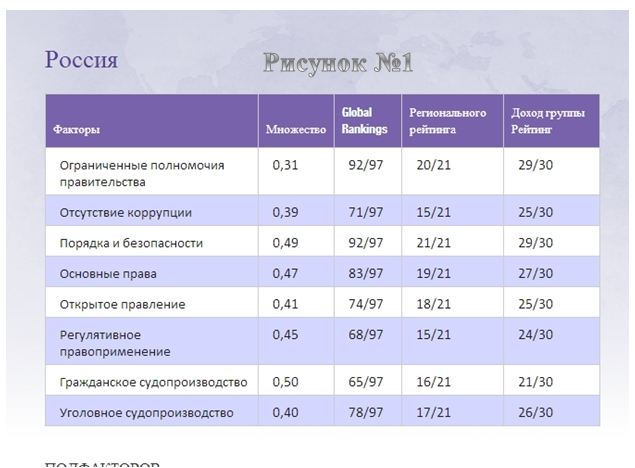 Россия
Рисунок №1
Факторы Множество Global Rankings Регионального рейтинга Доход группы Рейтинг
Ограниченные полномочия правительства 0,31 92/97 20/21 29/30
Отсутствие коррупции 0,39 71/97 15/21 25/30
Порядка и безопасности 0,49 92/97 21/21 29/30
Основные права 0,47 83/97 19/21 27/30
Открытое правление 0,41 74/97 18/21 25/30
Регулятивное правоприменение 0,45 68/97 15/21 24/30
Гражданское судопроизводство 0,50 65/97 16/21 21/30
Уголовное судопроизводство 0,40 78/97 17/21 26/30
ПОДФАКТОРОВ